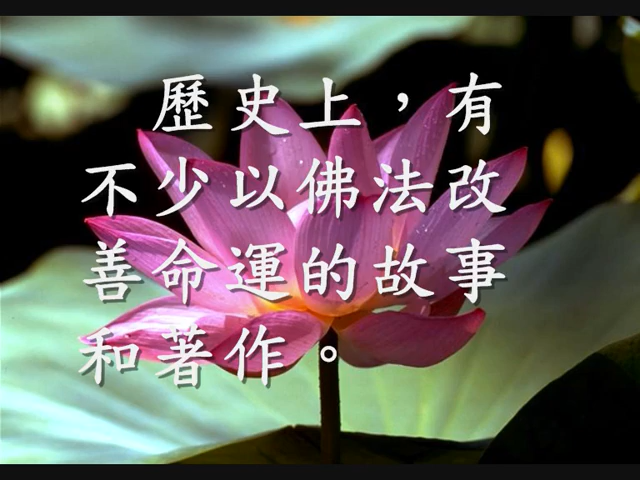 歷史上，有
不少以佛法改
善命運的故事
和著作。